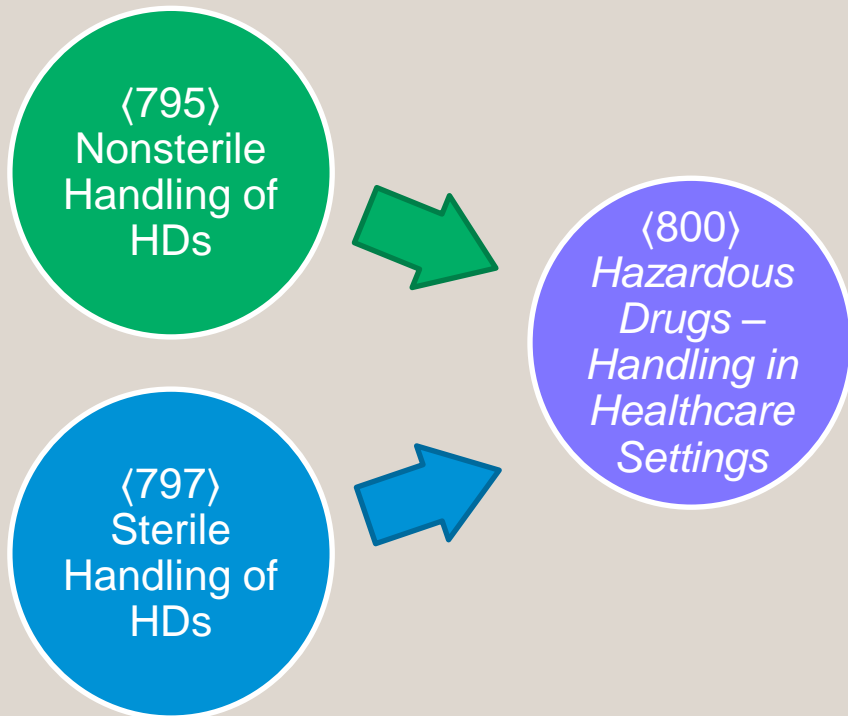 ⟨795⟩
Nonsterile
Handling of
HDs
⟨797⟩
Sterile
Handling of
HDs
⟨800⟩
Hazardous
Drugs –
Handling in
Healthcare
Settings